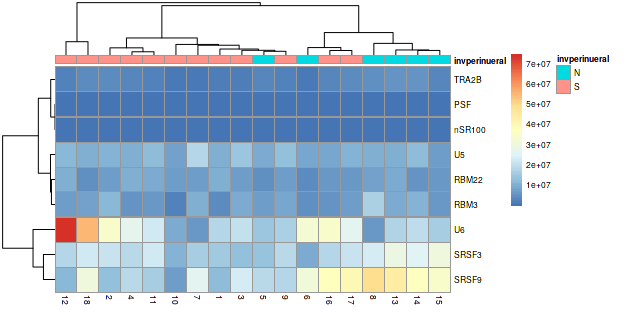 invperinueral
TRA2B
PSF
nSR100
U5
RBM22
RBM3
U6
SRSF3
SRSF9
12 18 2 4 11 10 7 1 3 5 9 6 16 17 8 13 14 15
7e+07
6e+07
5e+07
4e+07
3e+07
2e+07
1e+07
invperinueral
N
S